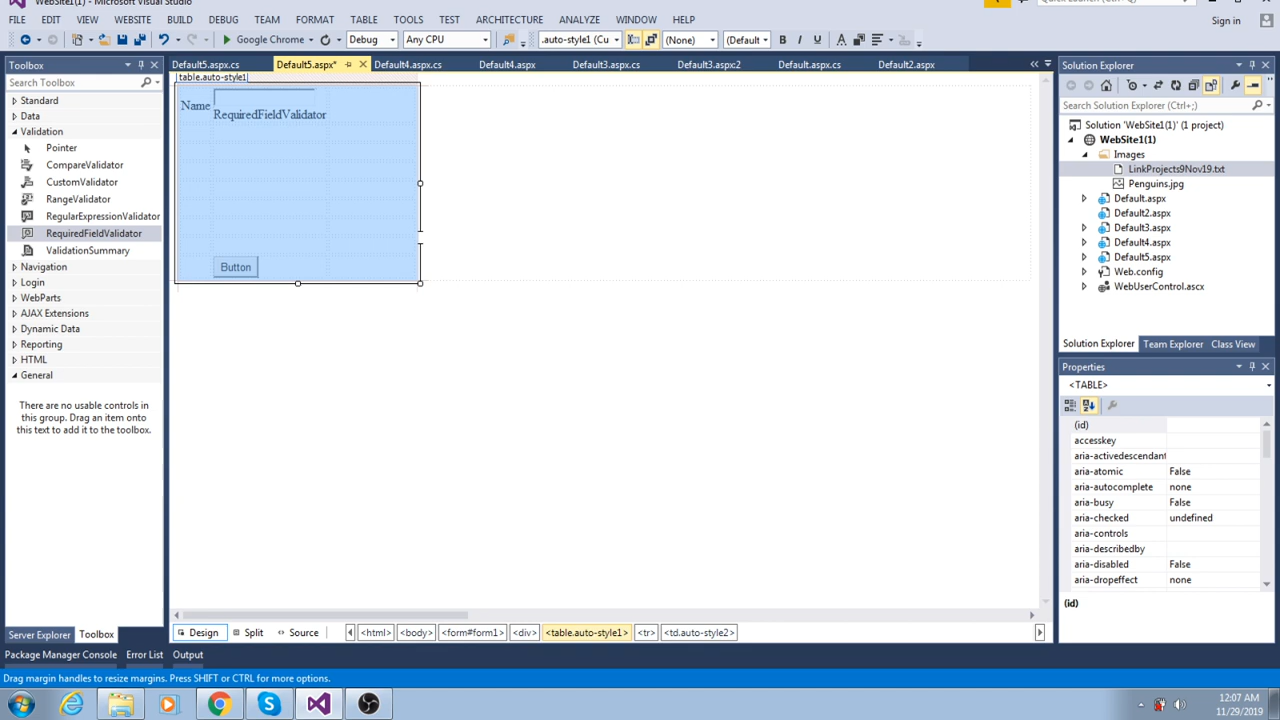 WebSite1(1) - Microsoft Visual Studio
Quick Launch (Ctrl+;)
FILE EDIT VIEW WEBSITE BUILD DEBUG TEAM FORMAT TABLE TOOLS TEST ARCHITECTURE ANALYZE WINDOW HELP
Sign in
Google Chrome Debug Any CPU .auto-style1 (Cu (None) (Default B I U A
Toolbox
Default5.aspx.cs Default5.aspx* Default4.aspx.cs Default4.aspx Default3.aspx.cs Default3.aspx2 Default.aspx.cs Default2.aspx
Solution Explorer
Search Toolbox
table.auto-style1
Standard
Data
Validation
Pointer
CompareValidator
CustomValidator
RangeValidator
RegularExpressionValidator
RequiredFieldValidator
ValidationSummary
Navigation
Login
WebParts
AJAX Extensions
Dynamic Data
Reporting
HTML
General
There are no usable controls in
this group. Drag an item onto
this text to add it to the toolbox.
Name
RequiredFieldValidator
Button
Search Solution Explorer (Ctrl+;)
Solution 'WebSite1(1)' (1 project)
WebSite1(1)
Images
LinkProjects9Nov19.txt
Penguins.jpg
Default.aspx
Default2.aspx
Default3.aspx
Default4.aspx
Default5.aspx
Web.config
WebUserControl.ascx
Solution Explorer Team Explorer Class View
Properties
<TABLE>
(id)
accesskey
aria-activedescendant
aria-atomic False
aria-autocomplete none
aria-busy False
aria-checked undefined
aria-controls
aria-describedby
aria-disabled False
aria-dropeffect none
(id)
Server Explorer Toolbox
Design Split Source <html> <body> <form#form1> <div> <table.auto-style1> <tr> <td.auto-style2>
Package Manager Console Error List Output
Drag margin handles to resize margins. Press SHIFT or CTRL for more options.
12:07 AM
11/29/2019